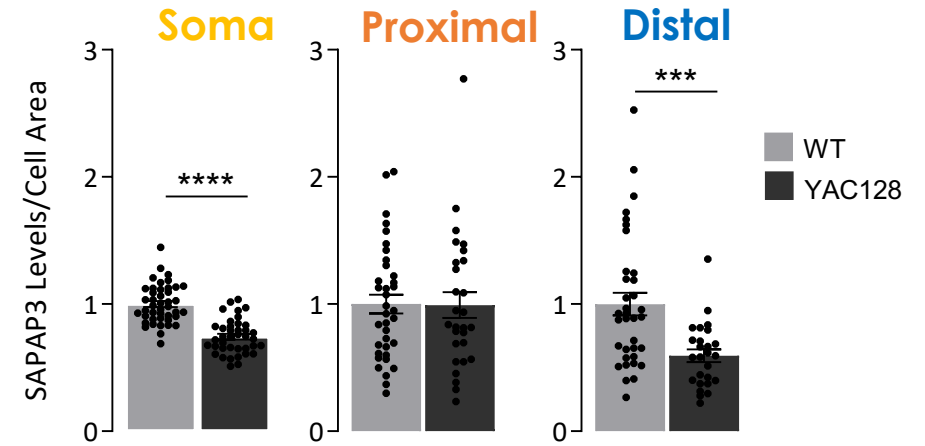 Soma
Proximal
Distal
SAPAP3 Levels/Cell Area
3
2
1
0
****
3
2
1
0
3
2
1
0
***
WT
YAC128